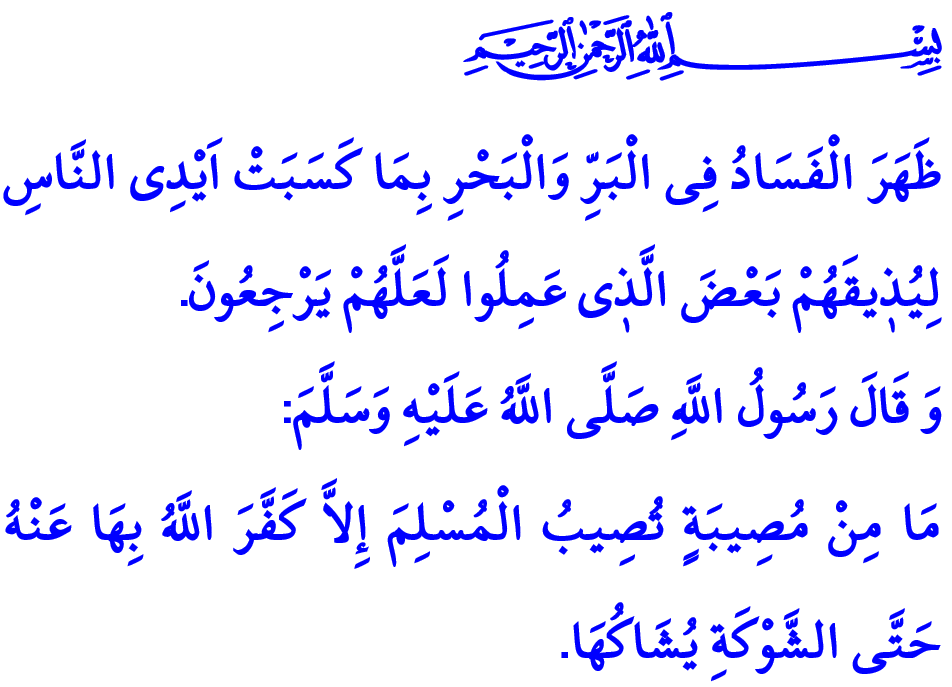 بِسْمِ اللّٰهِ الرَّحْمٰنِ الرَّحِيمِ
ظَهَرَ الْفَسَادُ فِى الْبَرِّ وَالْبَحْرِ بِمَا كَسَبَتْ اَيْدِى النَّاسِ
لِيُذ۪يقَهُمْ بَعْضَ الَّذ۪ى عَمِلُوا لَعَلَّهُمْ يَرْجِعُونَ.
وَ قَالَ رَسُولُ اللَّهِ صَلَّى اللَّهُ عَلَيْهِ وَسَلَّمَ:
مَا مِنْ مُصِيبَةٍ تُصِيبُ الْمُسْلِمَ إِلاَّ كَفَّرَ اللَّهُ بِهَا عَنْهُ
حَتَّى الشَّوْكَةِ يُشَاكُهَا.